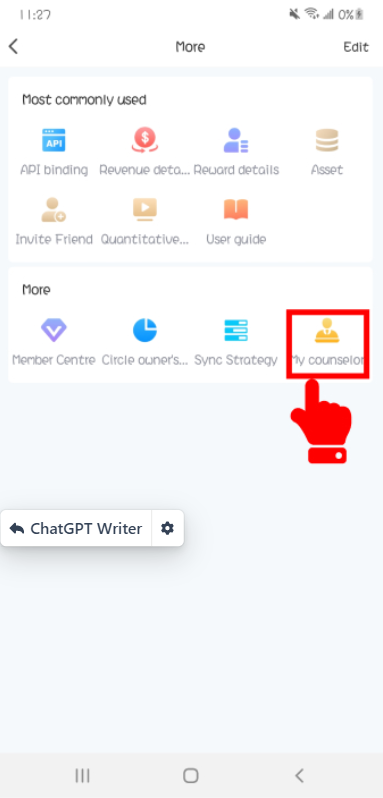 11:27
0%
More
Edit
Most commonly used
API
API binding
Revenue deta...
Reward details
Asset
Invite Friend
Quantitative...
User guide
More
Member Centre
Circle owner's...
Sync Strategy
My counselor
ChatGPT Writer